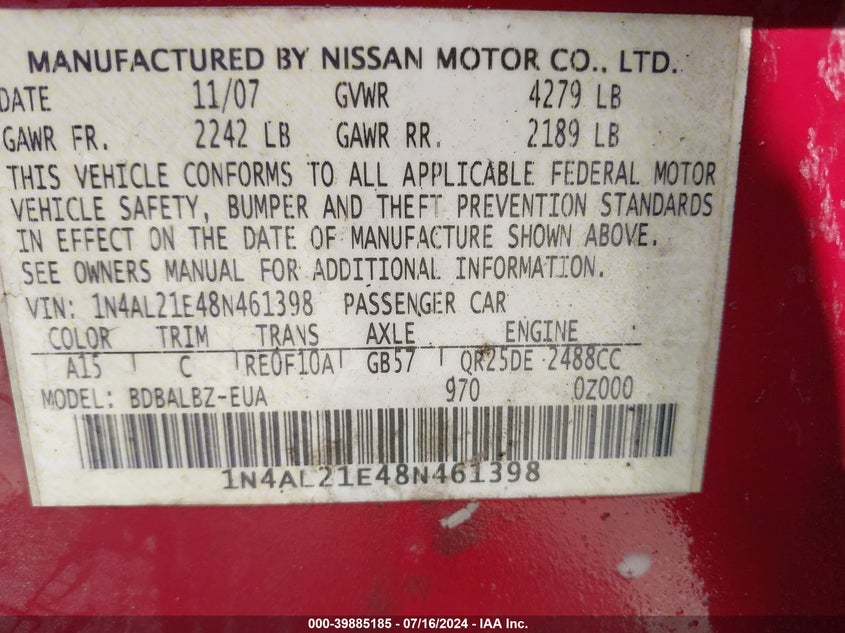 MANUFACTURED BY NISSAN MOTOR CO., LTD.
DATE 11/07 GVWR 4279 LB
GAWR FR. 2242 LB GAWR RR. 2189 LB
THIS VEHICLE CONFORMS TO ALL APPLICABLE FEDERAL MOTOR
VEHICLE SAFETY, BUMPER AND THEFT PREVENTION STANDARDS
IN EFFECT ON THE DATE OF MANUFACTURE SHOWN ABOVE.
SEE OWNERS MANUAL FOR ADDITIONAL INFORMATION.
VIN: 1N4AL21E48N461398 PASSENGER CAR
COLOR TRIM TRANS AXLE ENGINE
A15 C RE0F10A GB57 QR25DE 2488CC
MODEL: BDBALBZ-EUA 970 0Z000
1N4AL21E48N461398
000-39885185 - 07/16/2024 - IAA Inc.